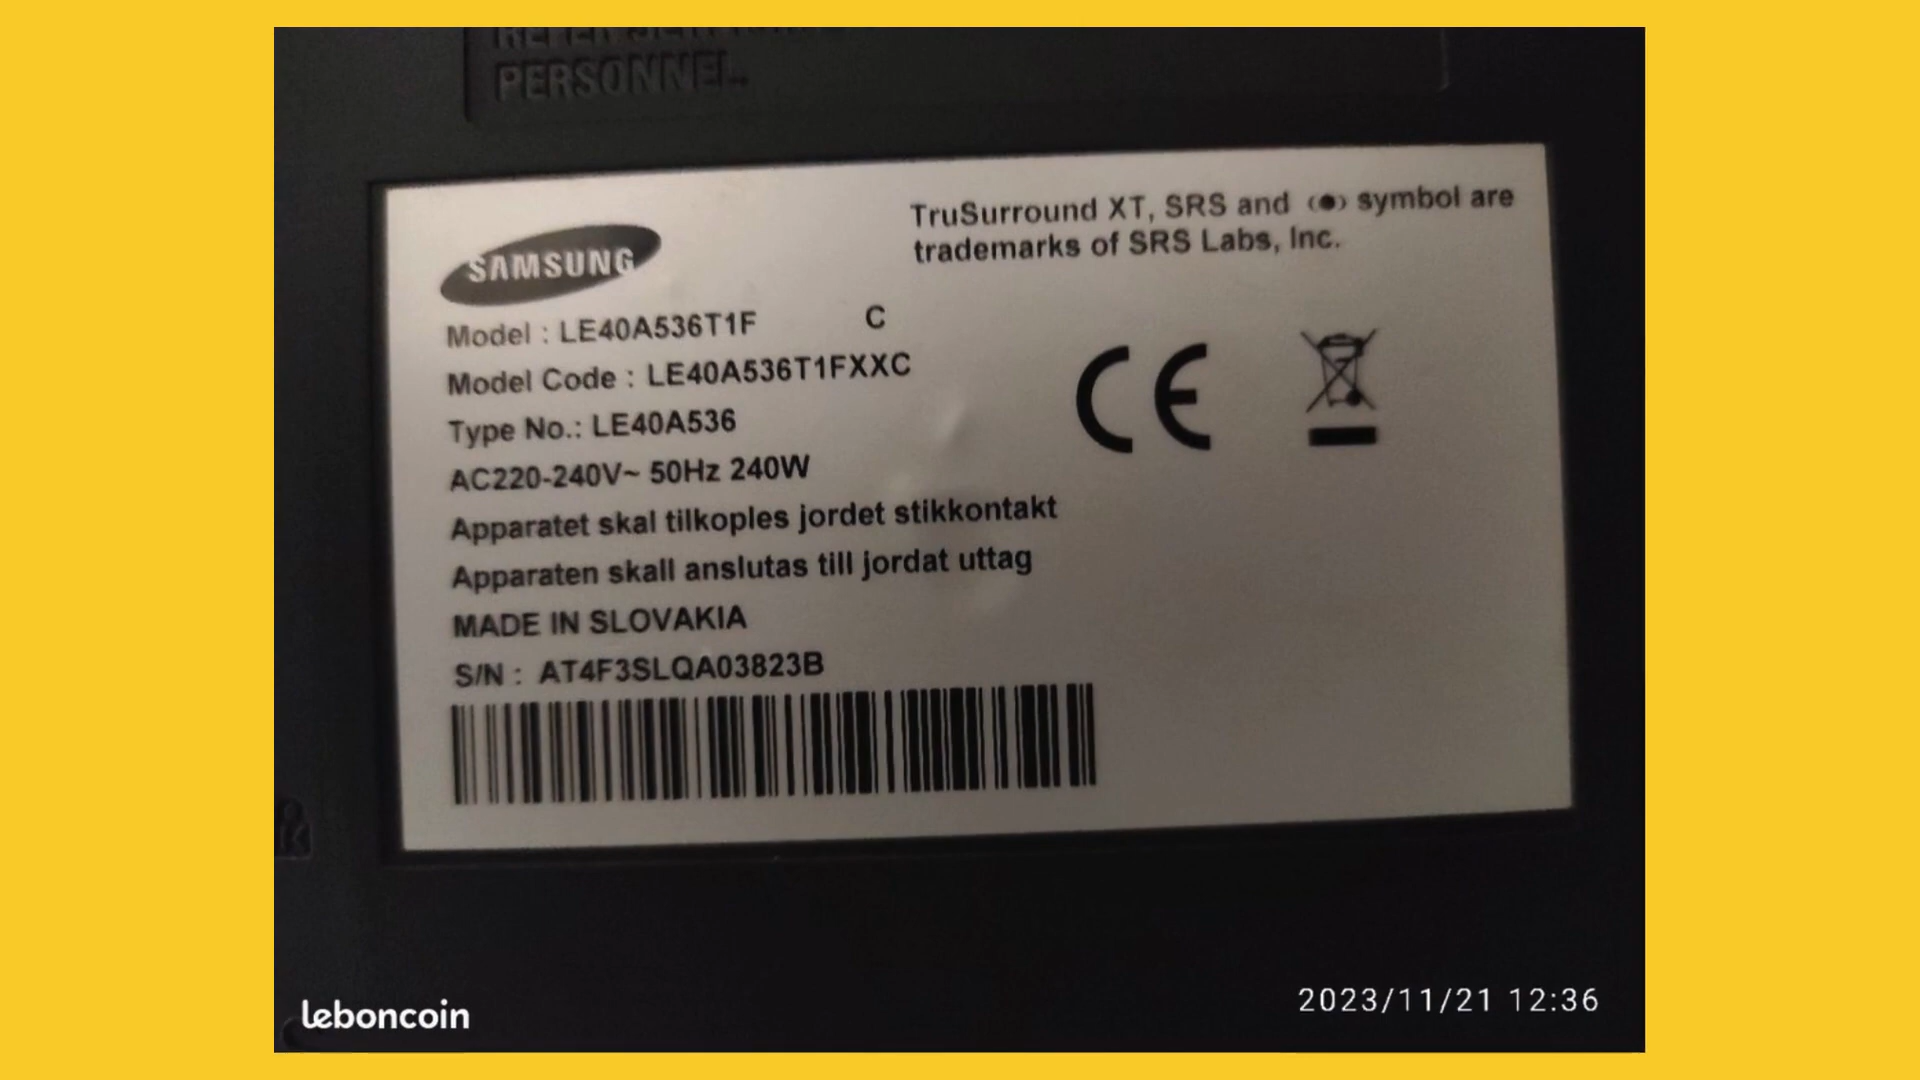 PERSONNEL
SAMSUNG
TruSurround XT, SRS and (●) symbol are
trademarks of SRS Labs, Inc.
Model : LE40A536T1F C
Model Code : LE40A536T1FXXC
Type No.: LE40A536
AC220-240V~ 50Hz 240W
Apparatet skal tilkoples jordet stikkontakt
Apparaten skall anslutas till jordat uttag
MADE IN SLOVAKIA
S/N : AT4F3SLQA03823B
CE
leboncoin
2023/11/21 12:36